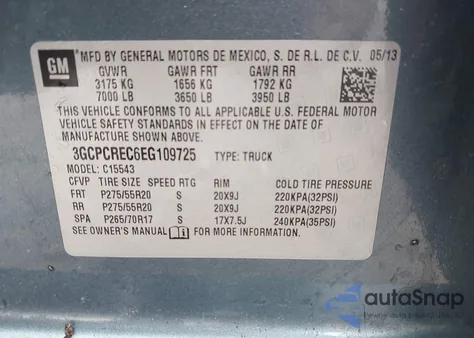 GM
MFD BY GENERAL MOTORS DE MEXICO, S. DE R.L. DE C.V. 05/13
GVWR GAWR FRT GAWR RR
3175 KG 1656 KG 1792 KG
7000 LB 3650 LB 3950 LB
THIS VEHICLE CONFORMS TO ALL APPLICABLE U.S. FEDERAL MOTOR
VEHICLE SAFETY STANDARDS IN EFFECT ON THE DATE OF
MANUFACTURE SHOWN ABOVE.
3GCPCREC6EG109725 TYPE: TRUCK
MODEL: C15543
CFVP TIRE SIZE SPEED RTG RIM COLD TIRE PRESSURE
FRT P275/55R20 S 20X9J 220KPA(32PSI)
RR P275/55R20 S 20X9J 220KPA(32PSI)
SPA P265/70R17 S 17X7.5J 240KPA(35PSI)
SEE OWNER'S MANUAL FOR MORE INFORMATION.
autoSnap